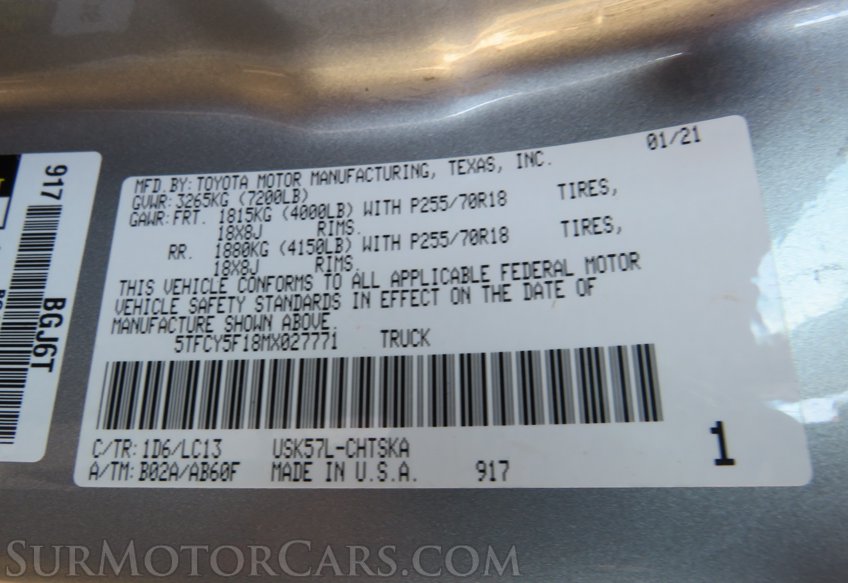 MFD.BY:TOYOTA MOTOR MANUFACTURING, TEXAS, INC. 01/21
GVWR:3265KG (7200LB)
GAWR:FRT. 1815KG (4000LB) WITH P255/70R18 TIRES,
18X8J RIMS.
RR. 1880KG (4150LB) WITH P255/70R18 TIRES,
18X8J RIMS.
THIS VEHICLE CONFORMS TO ALL APPLICABLE FEDERAL MOTOR
VEHICLE SAFETY STANDARDS IN EFFECT ON THE DATE OF
MANUFACTURE SHOWN ABOVE.
5TFCY5F18MX027771 TRUCK
C/TR:1D6/LC13 USK57L-CHTSKA
A/TM:B02A/AB60F MADE IN U.S.A. 917
1
917 BGJ6T
SURMOTORCARS.COM